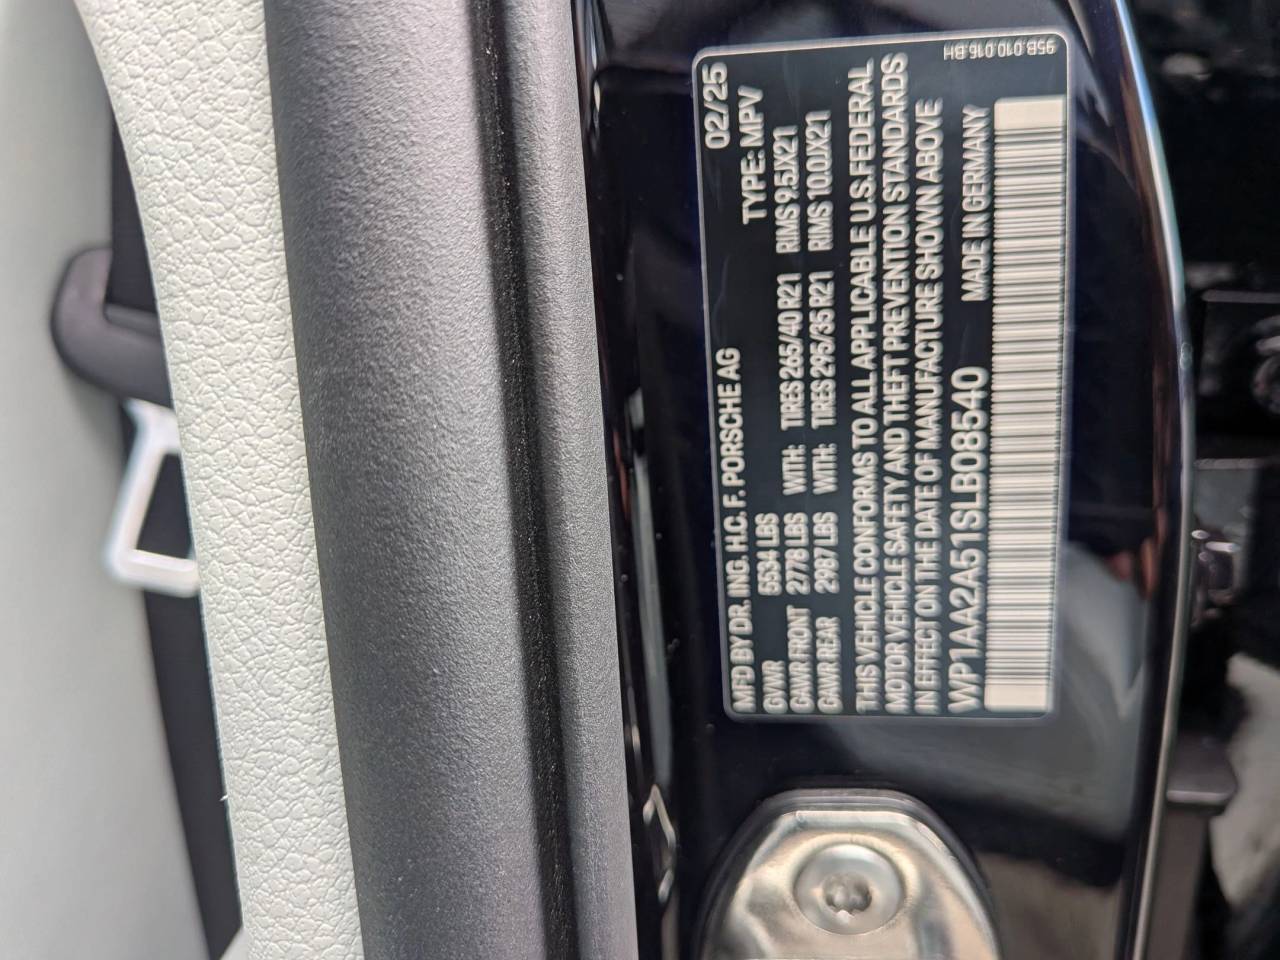 MFD BY DR. ING. H.C. F. PORSCHE AG 02/25
TYPE: MPV
GVWR 5534 LBS
GAWR FRONT 2778 LBS WITH: TIRES 265/40 R21 RIMS 9.5JX21
GAWR REAR 2987 LBS WITH: TIRES 295/35 R21 RIMS 10.0JX21
THIS VEHICLE CONFORMS TO ALL APPLICABLE U.S. FEDERAL
MOTOR VEHICLE SAFETY AND THEFT PREVENTION STANDARDS
IN EFFECT ON THE DATE OF MANUFACTURE SHOWN ABOVE
WP1AA2A51SLB08540 MADE IN GERMANY
95B.010.016.BH